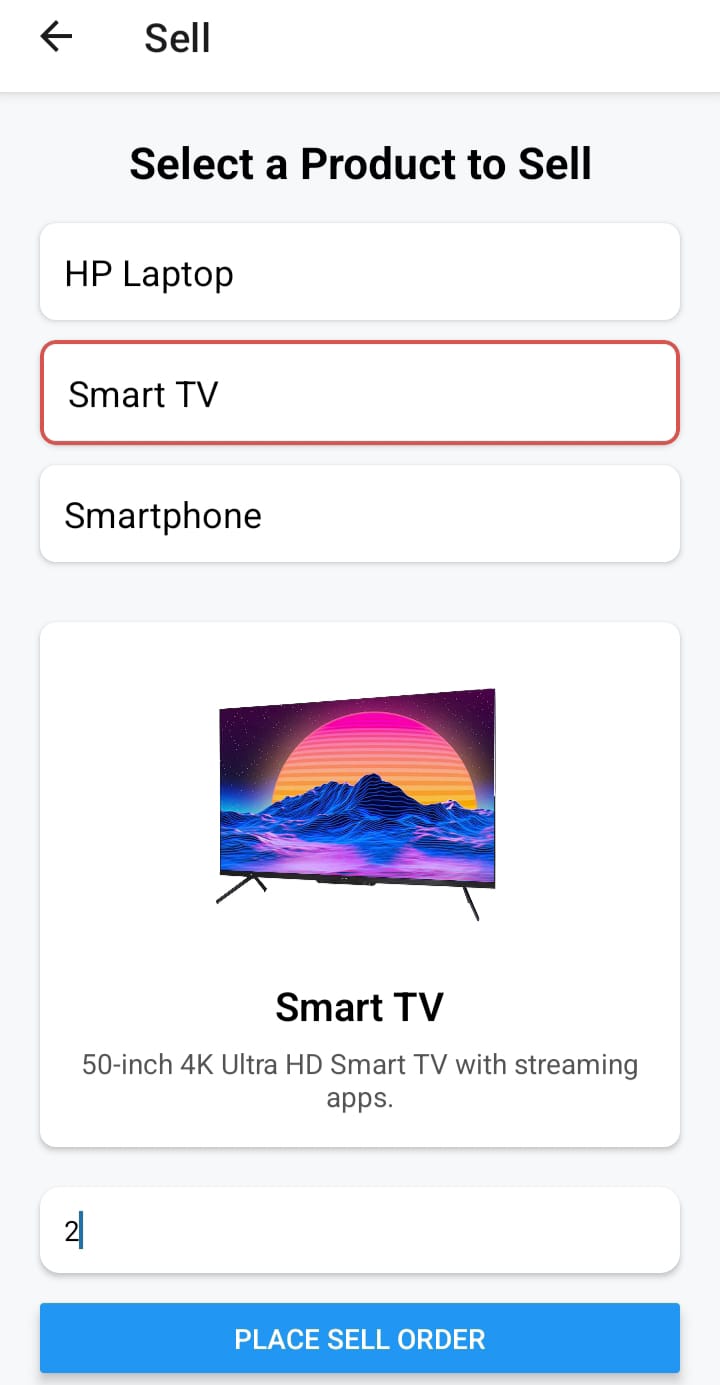 Sell
Select a Product to Sell
HP Laptop
Smart TV
Smartphone
Smart TV
50-inch 4K Ultra HD Smart TV with streaming
apps.
2
PLACE SELL ORDER